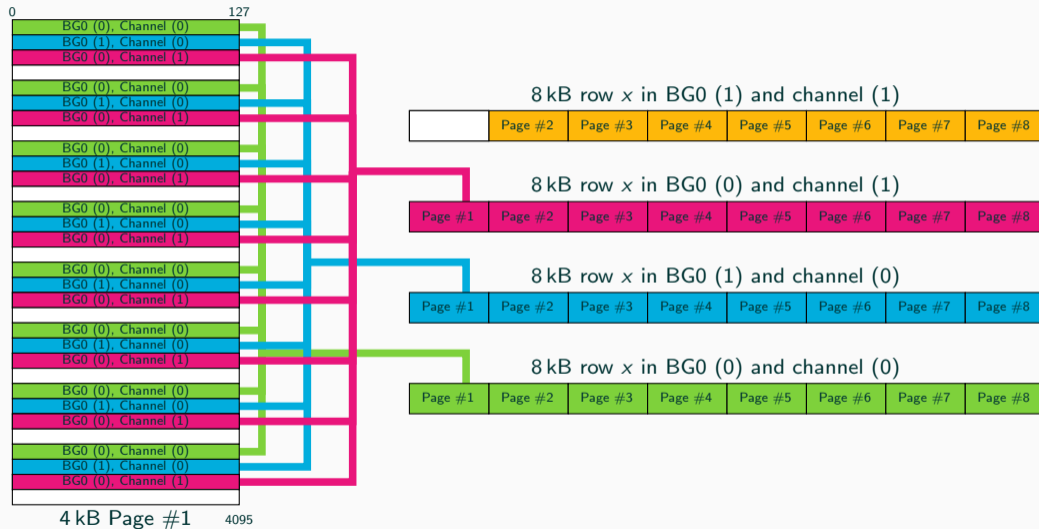 0 127
BG0 (0), Channel (0)
BG0 (1), Channel (0)
BG0 (0), Channel (1)
BG0 (0), Channel (0)
BG0 (1), Channel (0)
BG0 (0), Channel (1)
BG0 (0), Channel (0)
BG0 (1), Channel (0)
BG0 (0), Channel (1)
BG0 (0), Channel (0)
BG0 (1), Channel (0)
BG0 (0), Channel (1)
BG0 (0), Channel (0)
BG0 (1), Channel (0)
BG0 (0), Channel (1)
BG0 (0), Channel (0)
BG0 (1), Channel (0)
BG0 (0), Channel (1)
BG0 (0), Channel (0)
BG0 (1), Channel (0)
BG0 (0), Channel (1)
BG0 (0), Channel (0)
BG0 (1), Channel (0)
BG0 (0), Channel (1)
4 kB Page #1 4095
8 kB row x in BG0 (1) and channel (1)
Page #2 Page #3 Page #4 Page #5 Page #6 Page #7 Page #8
8 kB row x in BG0 (0) and channel (1)
Page #1 Page #2 Page #3 Page #4 Page #5 Page #6 Page #7 Page #8
8 kB row x in BG0 (1) and channel (0)
Page #1 Page #2 Page #3 Page #4 Page #5 Page #6 Page #7 Page #8
8 kB row x in BG0 (0) and channel (0)
Page #1 Page #2 Page #3 Page #4 Page #5 Page #6 Page #7 Page #8